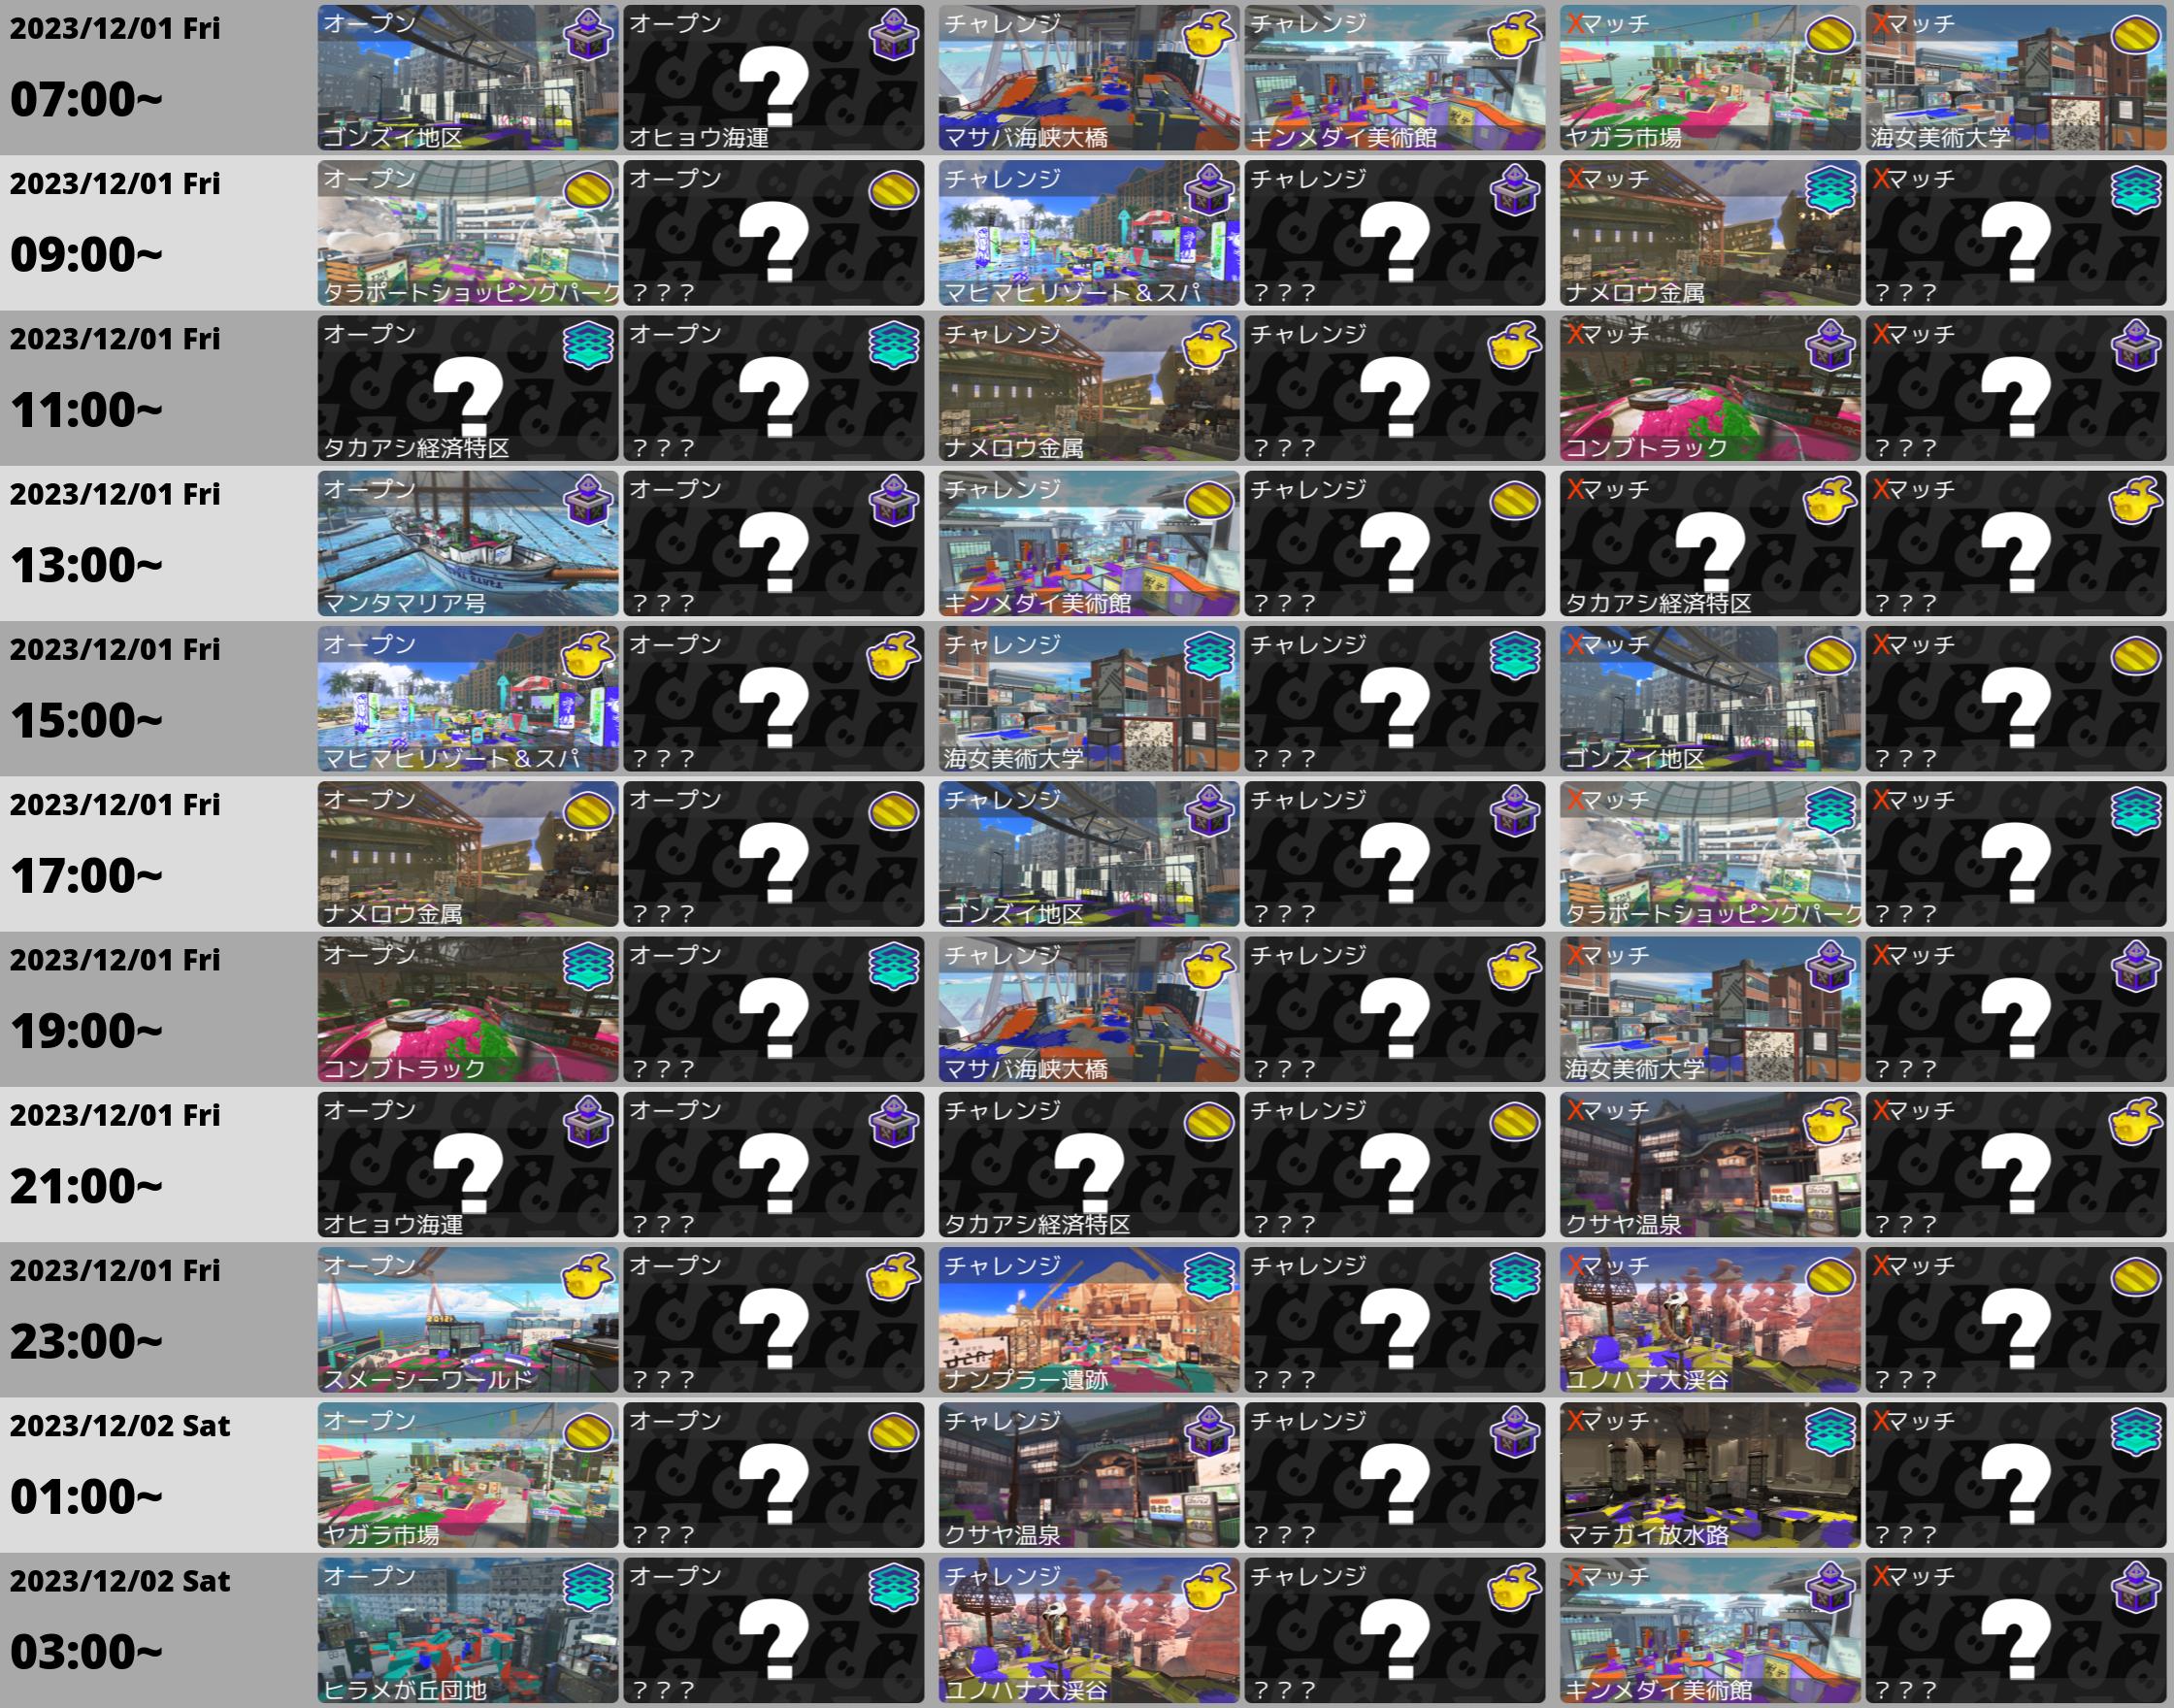 2023/12/01 Fri
07:00~
オープン
ゴンズイ地区
オープン
オヒョウ海運
チャレンジ
マサバ海峡大橋
チャレンジ
キンメダイ美術館
Xマッチ
ヤガラ市場
Xマッチ
海女美術大学
2023/12/01 Fri
09:00~
オープン
タラポートショッピングパーク
オープン
？？？
チャレンジ
マヒマヒリゾート＆スパ
チャレンジ
？？？
Xマッチ
ナメロウ金属
Xマッチ
？？？
2023/12/01 Fri
11:00~
オープン
タカアシ経済特区
オープン
？？？
チャレンジ
ナメロウ金属
チャレンジ
？？？
Xマッチ
コンブトラック
Xマッチ
？？？
2023/12/01 Fri
13:00~
オープン
マンタマリア号
オープン
？？？
チャレンジ
キンメダイ美術館
チャレンジ
？？？
Xマッチ
タカアシ経済特区
Xマッチ
？？？
2023/12/01 Fri
15:00~
オープン
マヒマヒリゾート＆スパ
オープン
？？？
チャレンジ
海女美術大学
チャレンジ
？？？
Xマッチ
ゴンズイ地区
Xマッチ
？？？
2023/12/01 Fri
17:00~
オープン
ナメロウ金属
オープン
？？？
チャレンジ
ゴンズイ地区
チャレンジ
？？？
Xマッチ
タラポートショッピングパーク
Xマッチ
？？？
2023/12/01 Fri
19:00~
オープン
コンブトラック
オープン
？？？
チャレンジ
マサバ海峡大橋
チャレンジ
？？？
Xマッチ
海女美術大学
Xマッチ
？？？
2023/12/01 Fri
21:00~
オープン
オヒョウ海運
オープン
？？？
チャレンジ
タカアシ経済特区
チャレンジ
？？？
Xマッチ
クサヤ温泉
Xマッチ
？？？
2023/12/01 Fri
23:00~
オープン
スメーシーワールド
オープン
？？？
チャレンジ
ナンプラー遺跡
チャレンジ
？？？
Xマッチ
ユノハナ大渓谷
Xマッチ
？？？
2023/12/02 Sat
01:00~
オープン
ヤガラ市場
オープン
？？？
チャレンジ
クサヤ温泉
チャレンジ
？？？
Xマッチ
マテガイ放水路
Xマッチ
？？？
2023/12/02 Sat
03:00~
オープン
ヒラメが丘団地
オープン
？？？
チャレンジ
ユノハナ大渓谷
チャレンジ
？？？
Xマッチ
キンメダイ美術館
Xマッチ
？？？